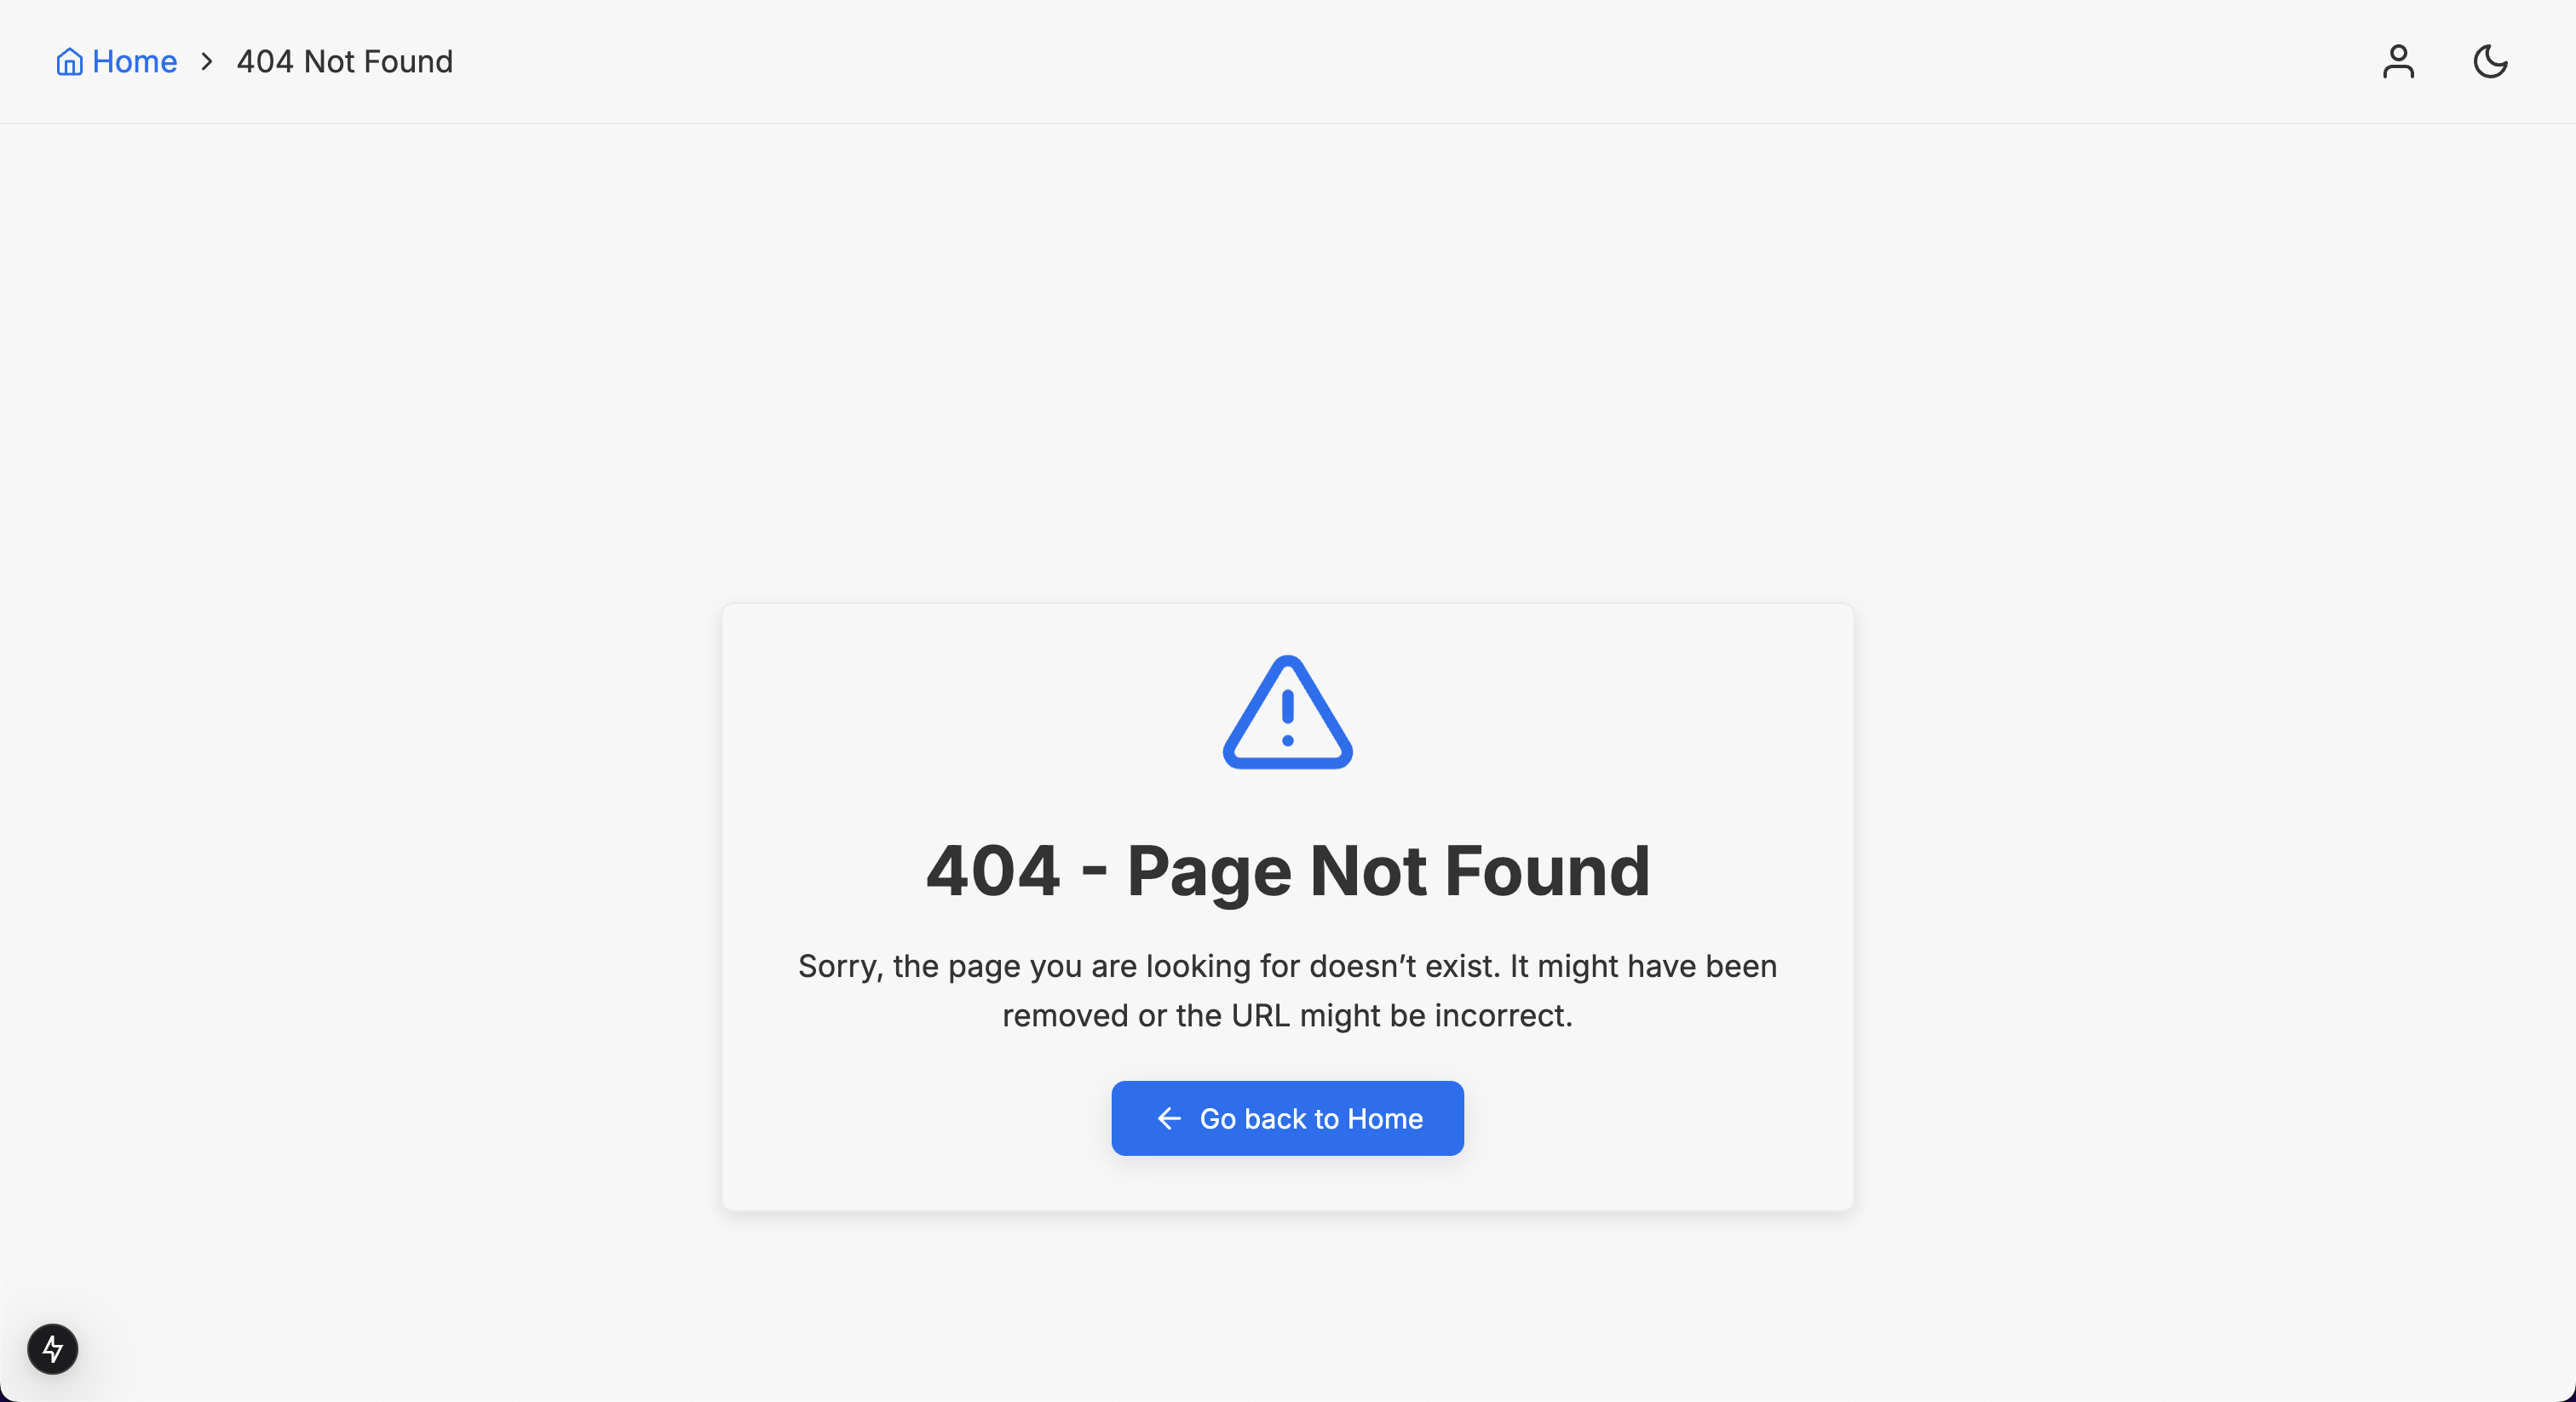 Home > 404 Not Found
404 - Page Not Found
Sorry, the page you are looking for doesn’t exist. It might have been
removed or the URL might be incorrect.
Go back to Home